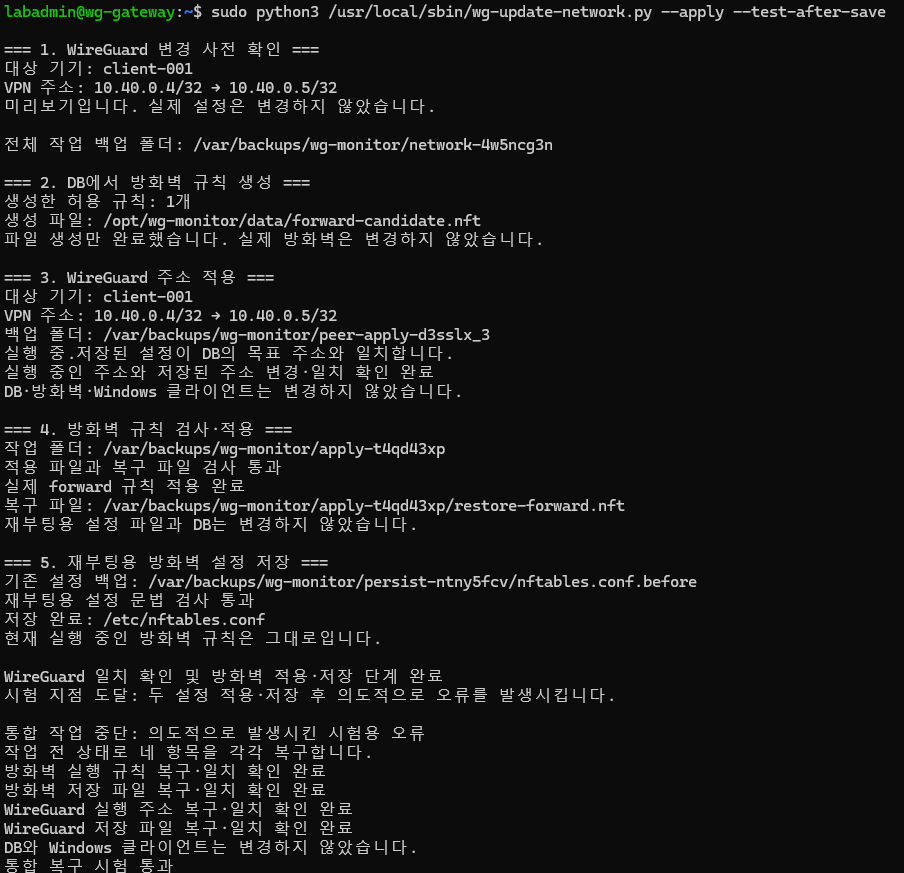 labadmin@wg-gateway:~$ sudo python3 /usr/local/sbin/wg-update-network.py --apply --test-after-save
=== 1. WireGuard 변경 사전 확인 ===
대상 기기: client-001
VPN 주소: 10.40.0.4/32 → 10.40.0.5/32
미리보기입니다. 실제 설정은 변경하지 않았습니다.
전체 작업 백업 폴더: /var/backups/wg-monitor/network-4w5ncg3n
=== 2. DB에서 방화벽 규칙 생성 ===
생성한 허용 규칙: 1개
생성 파일: /opt/wg-monitor/data/forward-candidate.nft
파일 생성만 완료했습니다. 실제 방화벽은 변경하지 않았습니다.
=== 3. WireGuard 주소 적용 ===
대상 기기: client-001
VPN 주소: 10.40.0.4/32 → 10.40.0.5/32
백업 폴더: /var/backups/wg-monitor/peer-apply-d3sslx_3
실행 중·저장된 설정이 DB의 목표 주소와 일치합니다.
실행 중인 주소와 저장된 주소 변경·일치 확인 완료
DB·방화벽·Windows 클라이언트는 변경하지 않았습니다.
=== 4. 방화벽 규칙 검사·적용 ===
작업 폴더: /var/backups/wg-monitor/apply-t4qd43xp
적용 파일과 복구 파일 검사 통과
실제 forward 규칙 적용 완료
복구 파일: /var/backups/wg-monitor/apply-t4qd43xp/restore-forward.nft
재부팅용 설정 파일과 DB는 변경하지 않았습니다.
=== 5. 재부팅용 방화벽 설정 저장 ===
기존 설정 백업: /var/backups/wg-monitor/persist-ntny5fcv/nftables.conf.before
재부팅용 설정 문법 검사 통과
저장 완료: /etc/nftables.conf
현재 실행 중인 방화벽 규칙은 그대로입니다.
WireGuard 일치 확인 및 방화벽 적용·저장 단계 완료
시험 지점 도달: 두 설정 적용·저장 후 의도적으로 오류를 발생시킵니다.
통합 작업 중단: 의도적으로 발생시킨 시험용 오류
작업 전 상태로 네 항목을 각각 복구합니다.
방화벽 실행 규칙 복구·일치 확인 완료
방화벽 저장 파일 복구·일치 확인 완료
WireGuard 실행 주소 복구·일치 확인 완료
WireGuard 저장 파일 복구·일치 확인 완료
DB와 Windows 클라이언트는 변경하지 않았습니다.
통합 복구 시험 통과